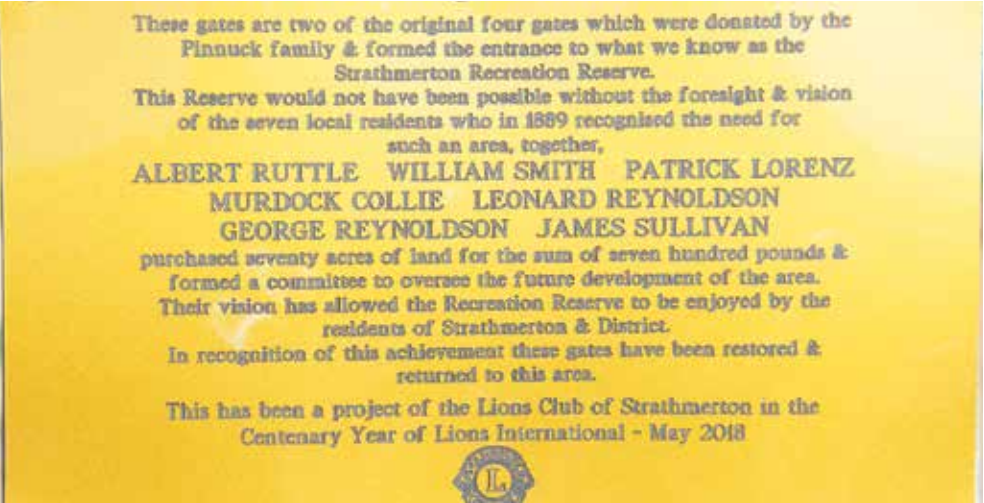 These gates are two of the original four gates which were donated by the
Pinnuck family & formed the entrance to what we know as the
Strathmerton Recreation Reserve.
This Reserve would not have been possible without the foresight & vision
of the seven local residents who in 1889 recognised the need for
such an area, together,
ALBERT RUTTLE WILLIAM SMITH PATRICK LORENZ
MURDOCK COLLIE LEONARD REYNOLDSON
GEORGE REYNOLDSON JAMES SULLIVAN
purchased seventy acres of land for the sum of seven hundred pounds &
formed a committee to oversee the future development of the area.
Their vision has allowed the Recreation Reserve to be enjoyed by the
residents of Strathmerton & District.
In recognition of this achievement these gates have been restored &
returned to this area.
This has been a project of the Lions Club of Strathmerton in the
Centenary Year of Lions International - May 2018
L